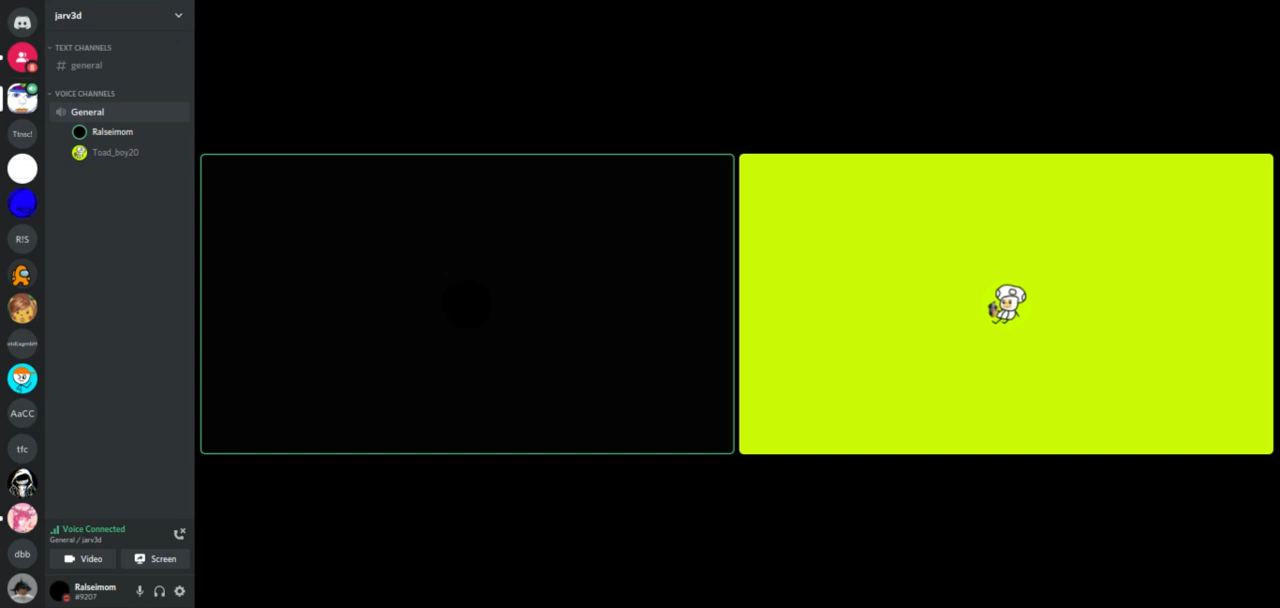 jarv3d
TEXT CHANNELS
general
VOICE CHANNELS
General
Ralseimom
Toad_boy20
Ttnsc!
R!S
AaCC
tfc
dbb
Voice Connected
General / jarv3d
Video
Screen
Ralseimom
#9207